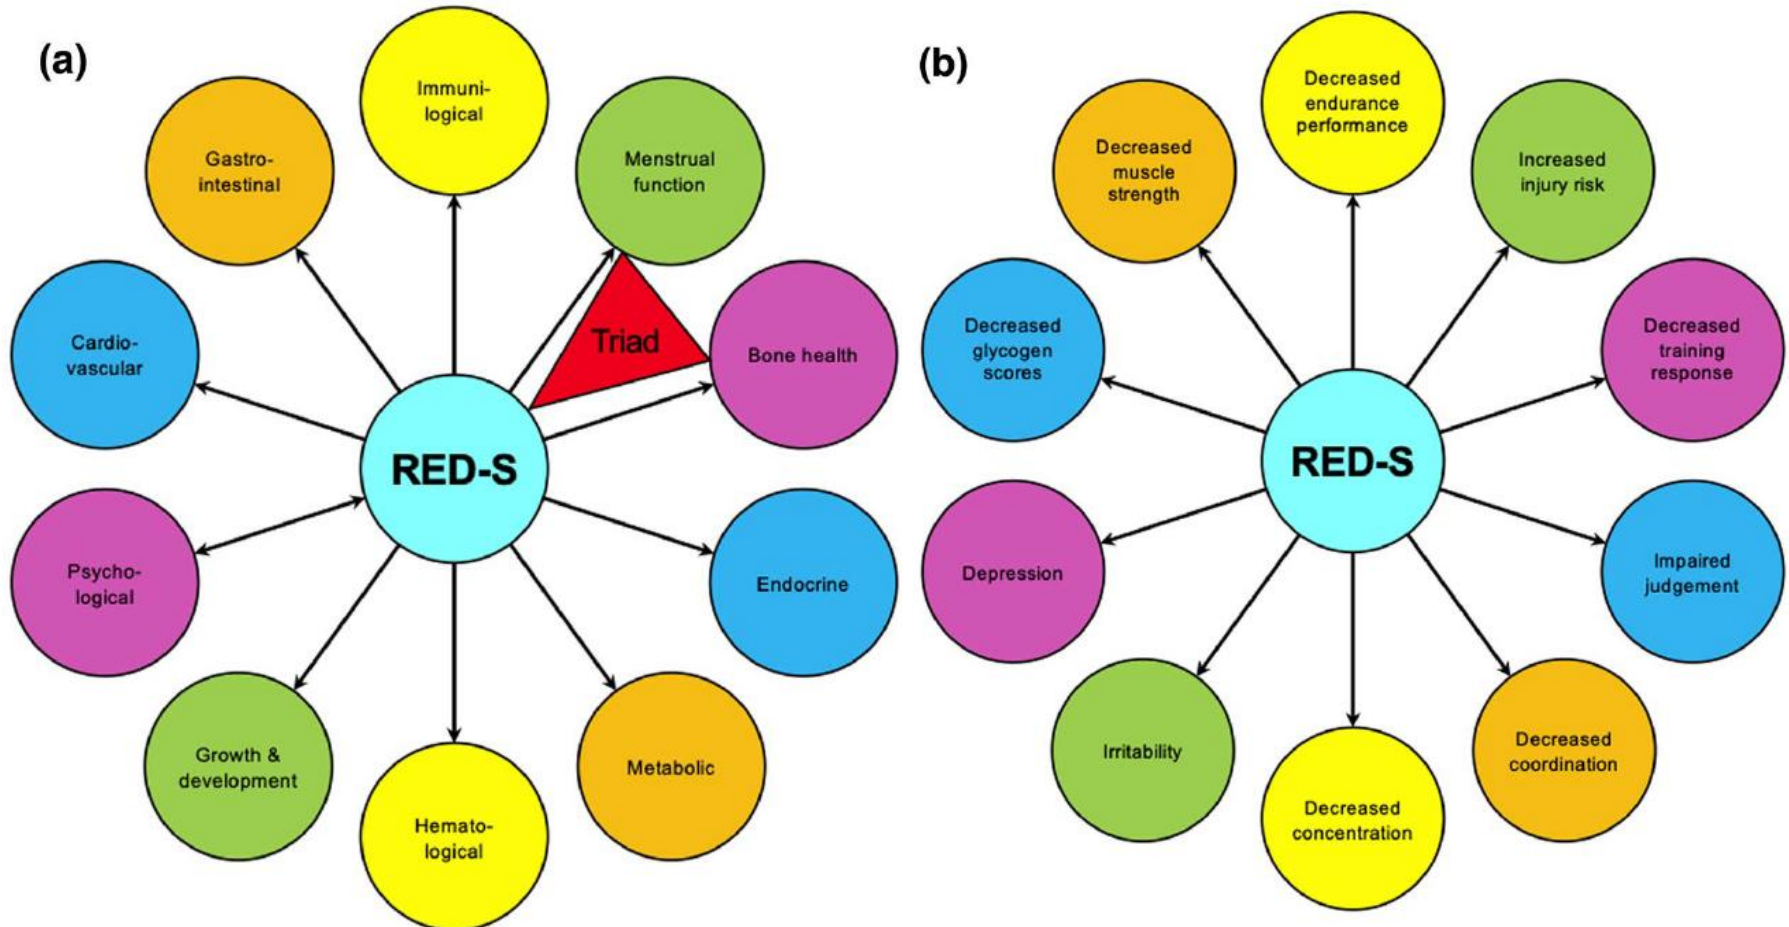 (a)
Immuni-
logical
Gastro-
intestinal
Menstrual
function
Cardio-
vascular
Triad
Bone health
RED-S
Psycho-
logical
Endocrine
Growth &
development
Metabolic
Hemato-
logical
(b)
Decreased
endurance
performance
Decreased
muscle
strength
Increased
injury risk
Decreased
glycogen
scores
Decreased
training
response
RED-S
Depression
Impaired
judgement
Irritability
Decreased
coordination
Decreased
concentration